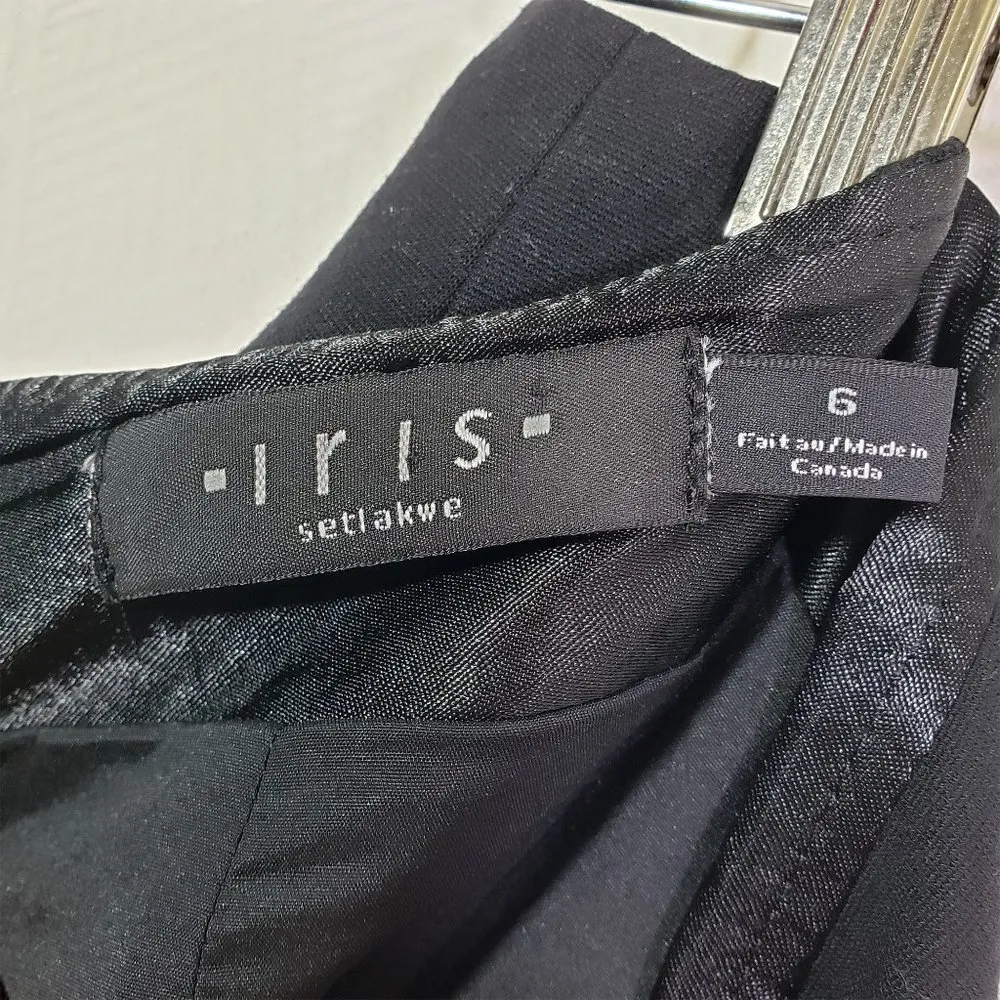 iris
setlakwe
6
Fait au/Made in
Canada